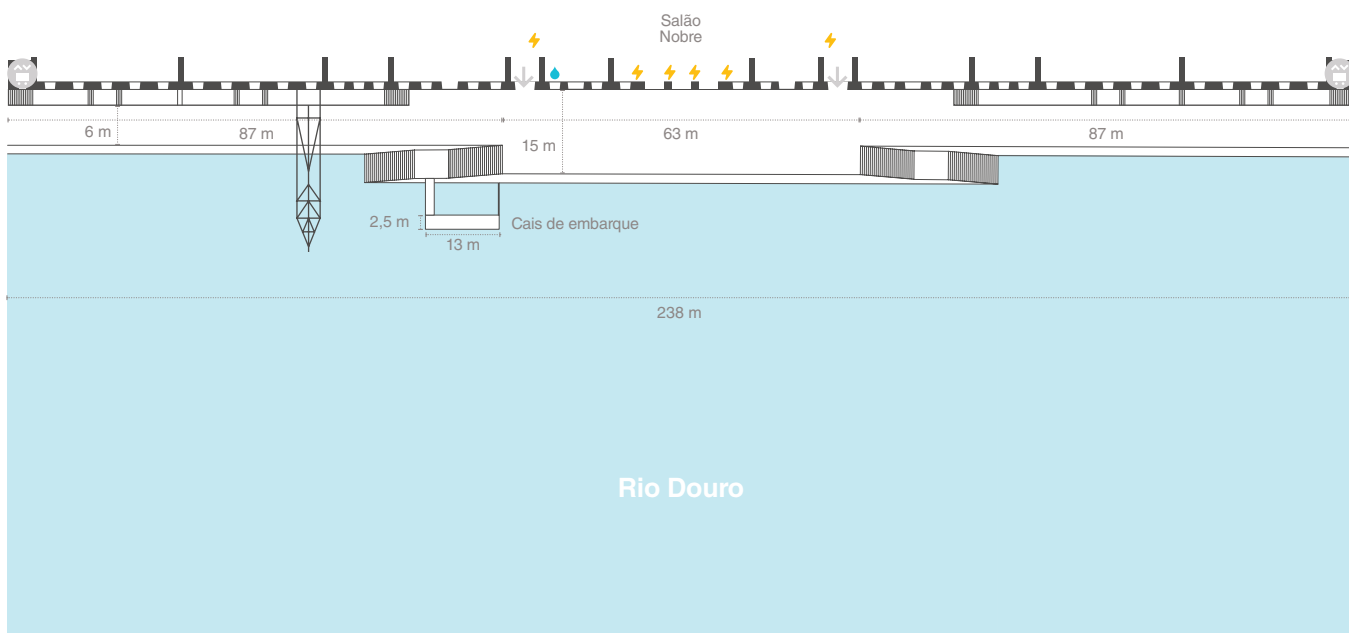 Salão
Nobre
6 m
87 m
15 m
63 m
87 m
2,5 m
13 m
Cais de embarque
238 m
Rio Douro